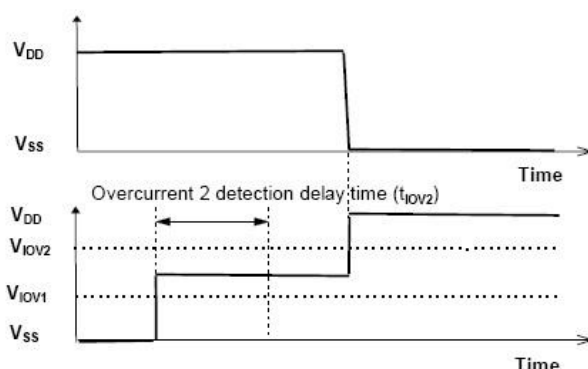 VDD
VSS
Time
Overcurrent 2 detection delay time (tIOV2)
VDD
VIOV2
VIOV1
VSS
Time